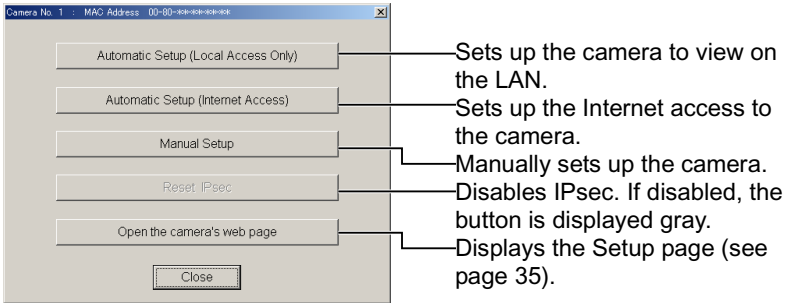 Camera No. 1 : MAC Address 00-80-**-**-**-**
Automatic Setup (Local Access Only)
Automatic Setup (Internet Access)
Manual Setup
Reset IPsec
Open the camera's web page
Close
Sets up the camera to view on
the LAN.
Sets up the Internet access to
the camera.
Manually sets up the camera.
Disables IPsec. If disabled, the
button is displayed gray.
Displays the Setup page (see
page 35).